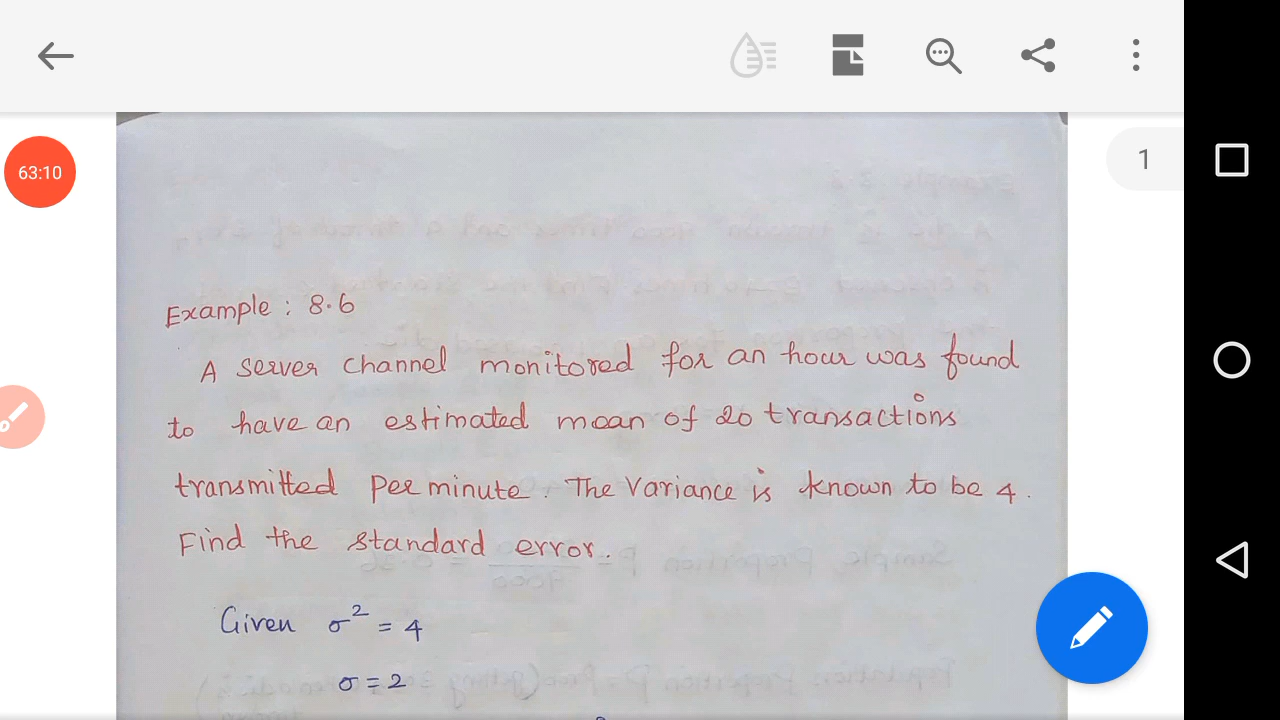 63:10
1
Example : 8.6
A server channel monitored for an hour was found
to have an estimated mean of 20 transactions
transmitted per minute. The variance is known to be 4.
Find the standard error.
Given σ² = 4
σ = 2